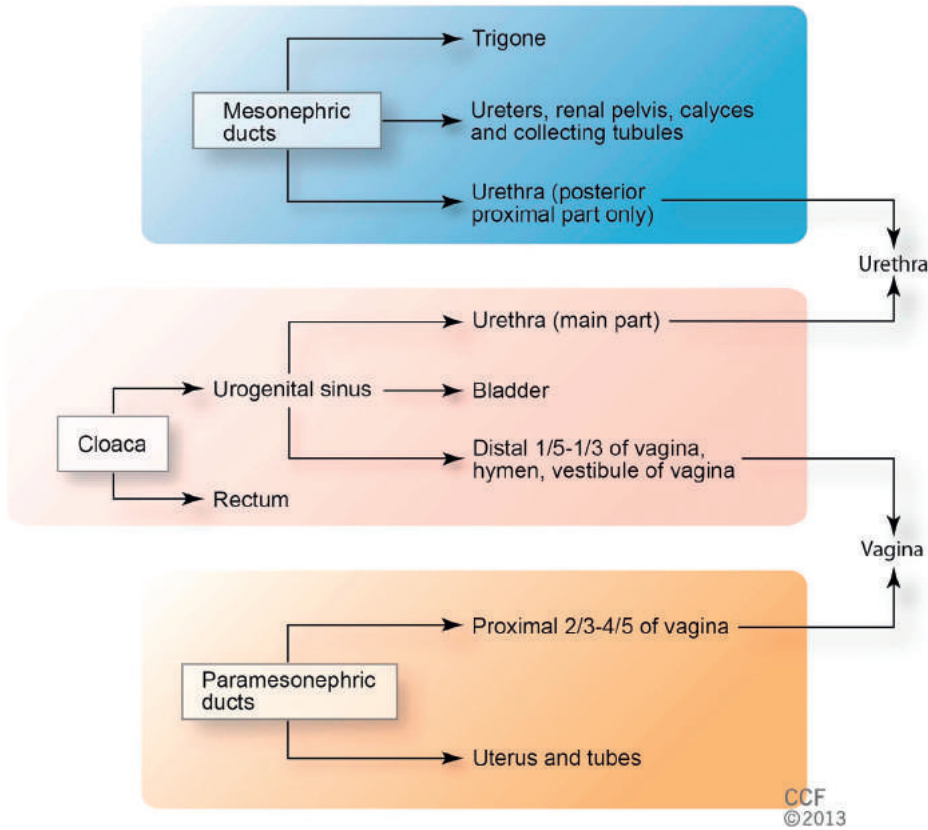 Trigone
Mesonephric
ducts
Ureters, renal pelvis, calyces
and collecting tubules
Urethra (posterior
proximal part only)
Urethra
Urethra (main part)
Urogenital sinus
Bladder
Cloaca
Distal 1/5-1/3 of vagina,
hymen, vestibule of vagina
Rectum
Vagina
Proximal 2/3-4/5 of vagina
Paramesonephric
ducts
Uterus and tubes
CCF
©2013